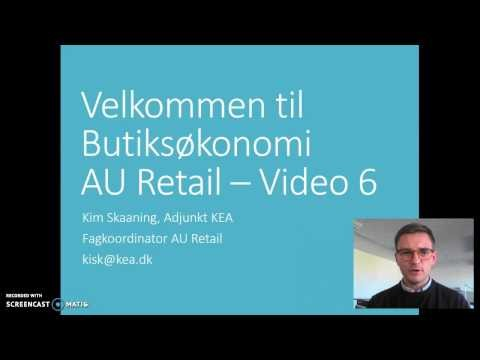 Velkommen til
Butiksøkonomi
AU Retail – Video 6
Kim Skaaning, Adjunkt KEA
Fagkoordinator AU Retail
kisk@kea.dk
RECORDED WITH
SCREENCAST MATIC